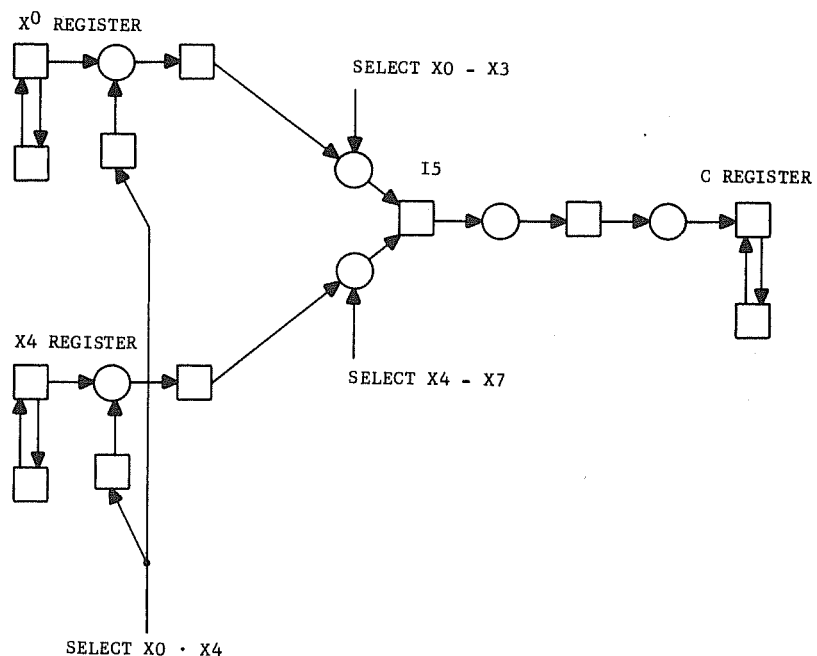 X0 REGISTER
SELECT X0 - X3
I5
C REGISTER
X4 REGISTER
SELECT X4 - X7
SELECT X0 · X4